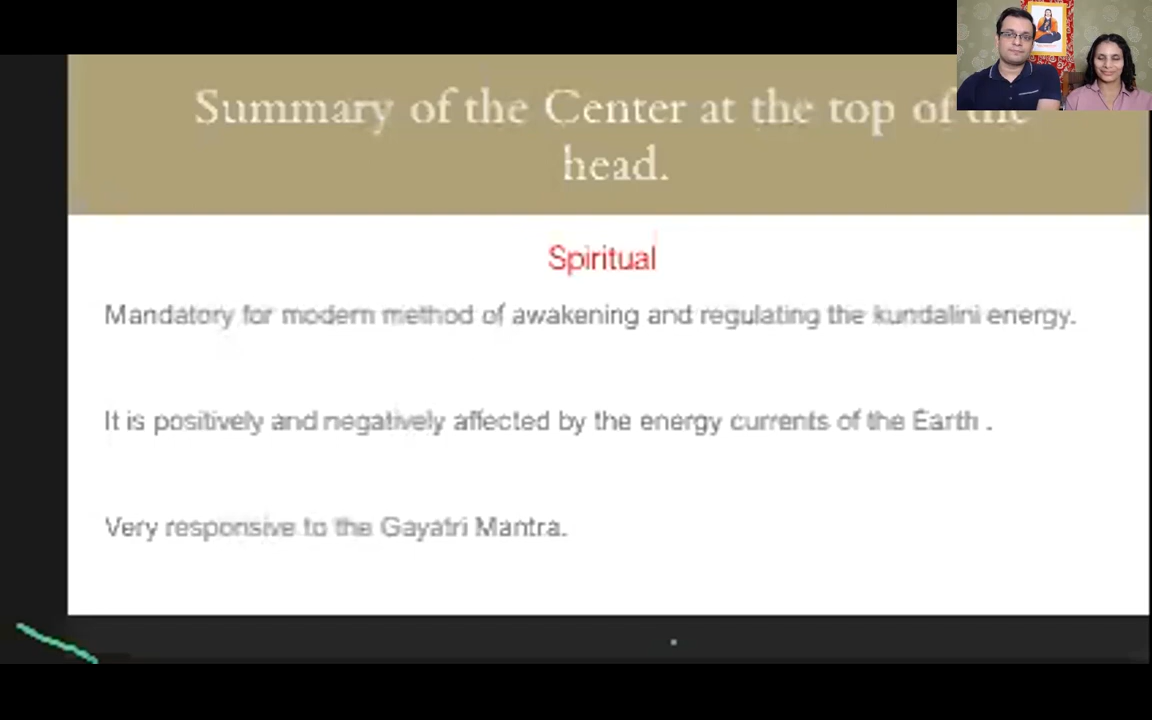 Summary of the Center at the top of the
head.
Spiritual
Mandatory for modern method of awakening and regulating the kundalini energy.
It is positively and negatively affected by the energy currents of the Earth .
Very responsive to the Gayatri Mantra.